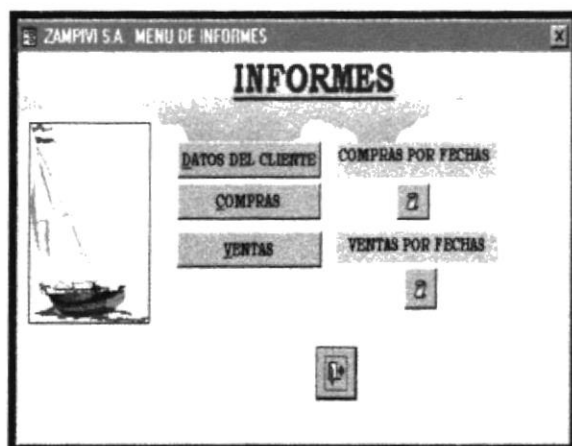 ZAMPIVI S.A. MENU DE INFORMES
INFORMES
DATOS DEL CLIENTE
COMPRAS POR FECHAS
COMPRAS
VENTAS
VENTAS POR FECHAS